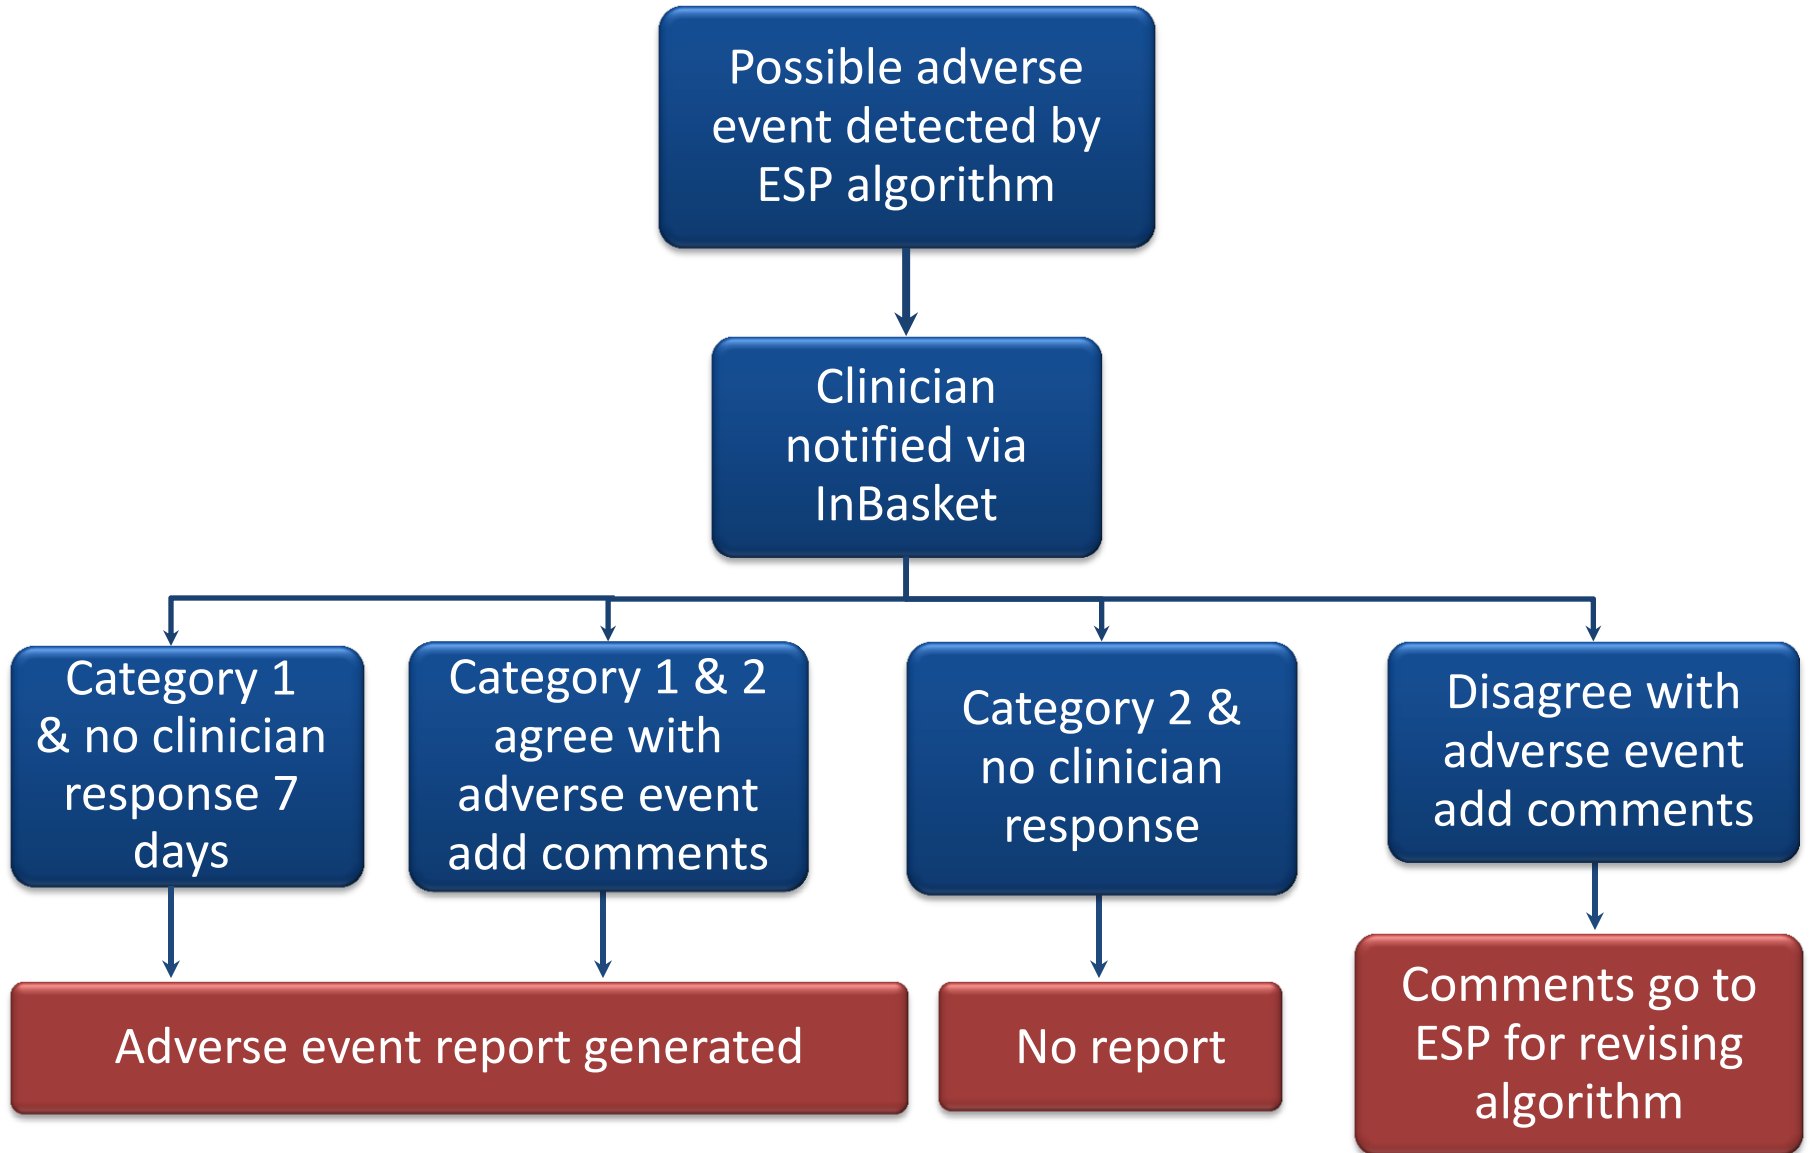 Possible adverse
event detected by
ESP algorithm
Clinician
notified via
InBasket
Category 1
& no clinician
response 7
days
Category 1 & 2
agree with
adverse event
add comments
Category 2 &
no clinician
response
Disagree with
adverse event
add comments
Adverse event report generated
No report
Comments go to
ESP for revising
algorithm